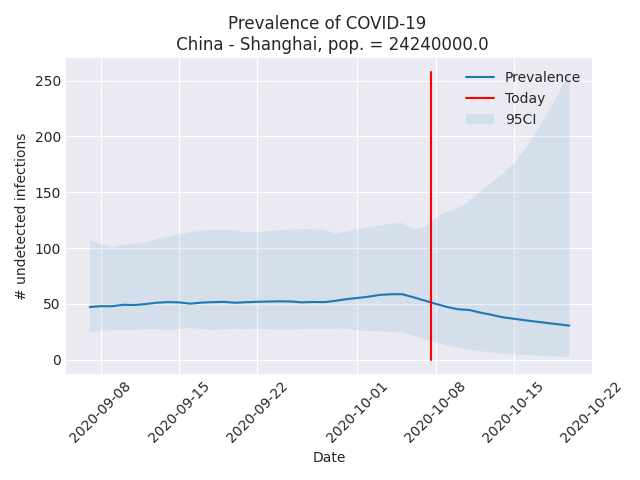 Prevalence of COVID-19
China - Shanghai, pop. = 24240000.0
Prevalence
Today
95CI
# undetected infections
250
200
150
100
50
0
2020-09-08
2020-09-15
2020-09-22
2020-10-01
2020-10-08
2020-10-15
2020-10-22
Date